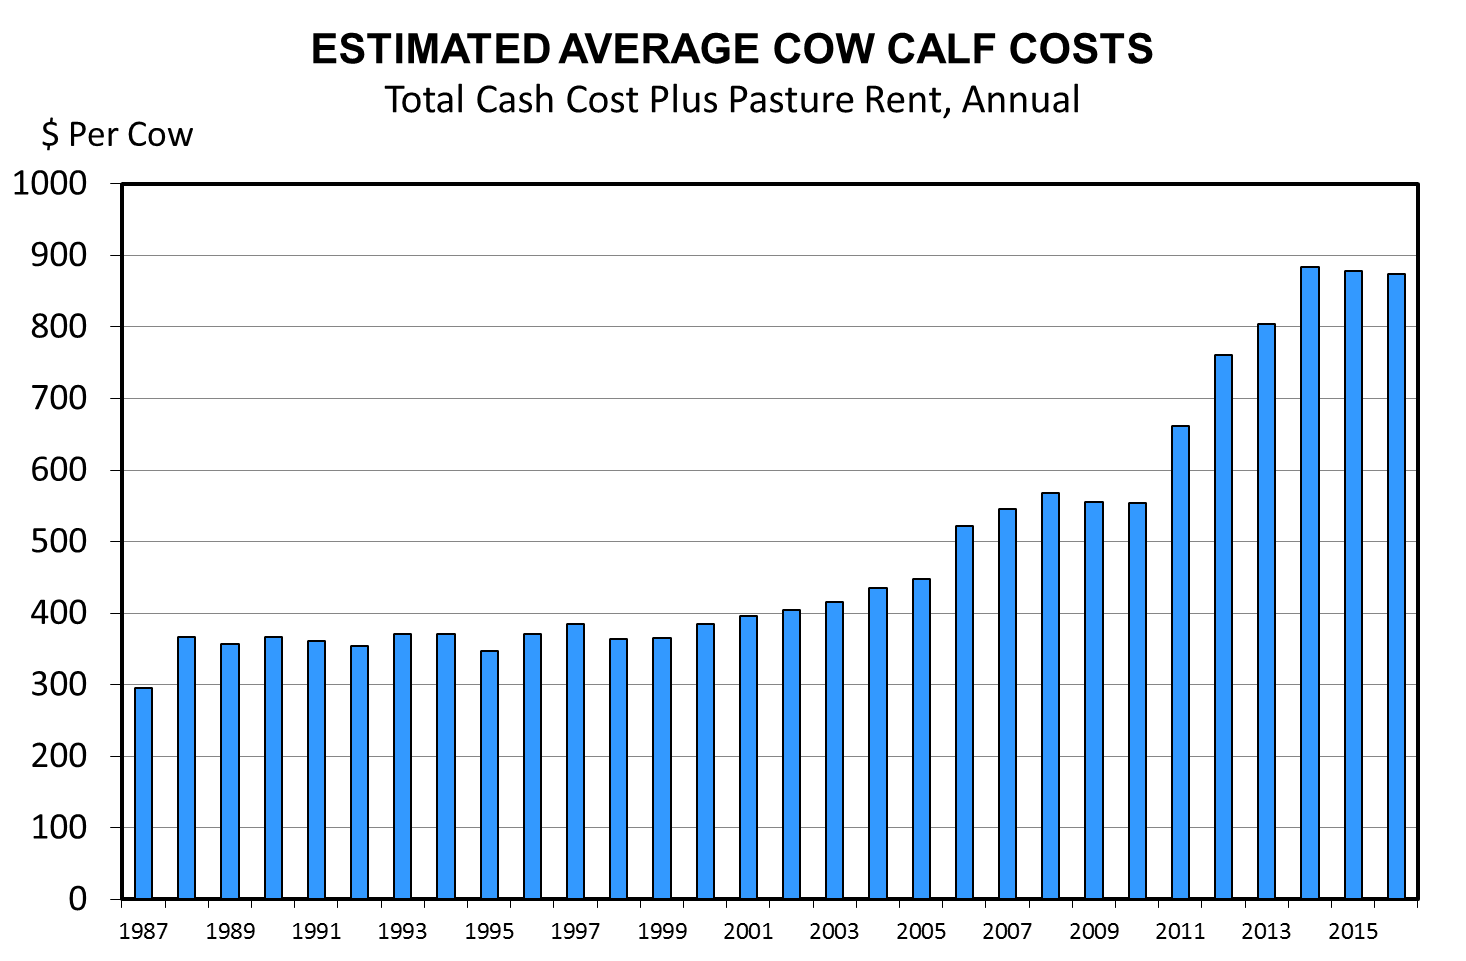 ESTIMATED AVERAGE COW CALF COSTS
Total Cash Cost Plus Pasture Rent, Annual
$ Per Cow
1000
900
800
700
600
500
400
300
200
100
0
1987 1989 1991 1993 1995 1997 1999 2001 2003 2005 2007 2009 2011 2013 2015